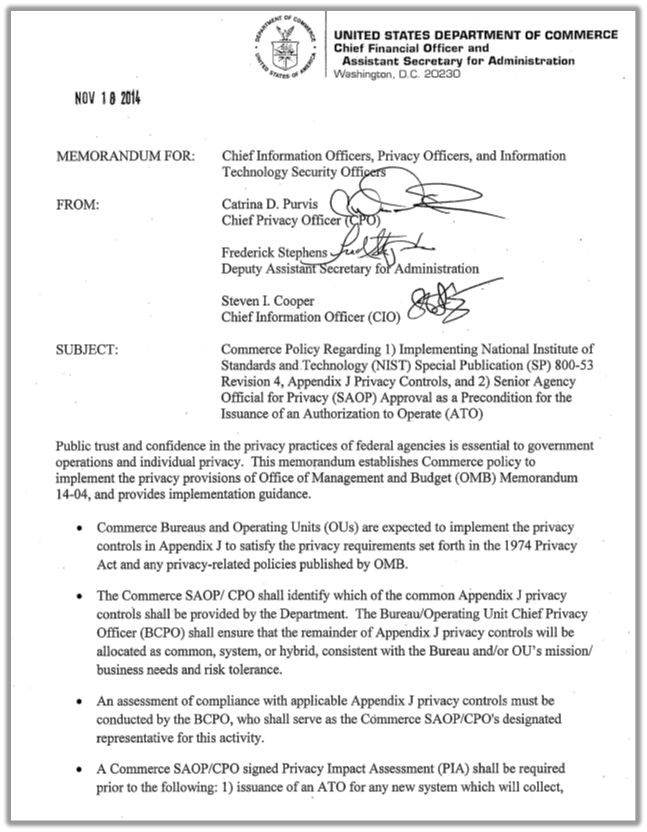 DEPARTMENT OF COMMERCE
UNITED STATES OF AMERICA
UNITED STATES DEPARTMENT OF COMMERCE
Chief Financial Officer and
Assistant Secretary for Administration
Washington, D.C. 20230
NOV 18 2014
MEMORANDUM FOR: Chief Information Officers, Privacy Officers, and Information
Technology Security Officers
FROM: Catrina D. Purvis
Chief Privacy Officer (CPO)
Frederick Stephens
Deputy Assistant Secretary for Administration
Steven I. Cooper
Chief Information Officer (CIO)
SUBJECT: Commerce Policy Regarding 1) Implementing National Institute of
Standards and Technology (NIST) Special Publication (SP) 800-53
Revision 4, Appendix J Privacy Controls, and 2) Senior Agency
Official for Privacy (SAOP) Approval as a Precondition for the
Issuance of an Authorization to Operate (ATO)
Public trust and confidence in the privacy practices of federal agencies is essential to government
operations and individual privacy. This memorandum establishes Commerce policy to
implement the privacy provisions of Office of Management and Budget (OMB) Memorandum
14-04, and provides implementation guidance.
• Commerce Bureaus and Operating Units (OUs) are expected to implement the privacy
controls in Appendix J to satisfy the privacy requirements set forth in the 1974 Privacy
Act and any privacy-related policies published by OMB.
• The Commerce SAOP/ CPO shall identify which of the common Appendix J privacy
controls shall be provided by the Department. The Bureau/Operating Unit Chief Privacy
Officer (BCPO) shall ensure that the remainder of Appendix J privacy controls will be
allocated as common, system, or hybrid, consistent with the Bureau and/or OU's mission/
business needs and risk tolerance.
• An assessment of compliance with applicable Appendix J privacy controls must be
conducted by the BCPO, who shall serve as the Commerce SAOP/CPO's designated
representative for this activity.
• A Commerce SAOP/CPO signed Privacy Impact Assessment (PIA) shall be required
prior to the following: 1) issuance of an ATO for any new system which will collect,